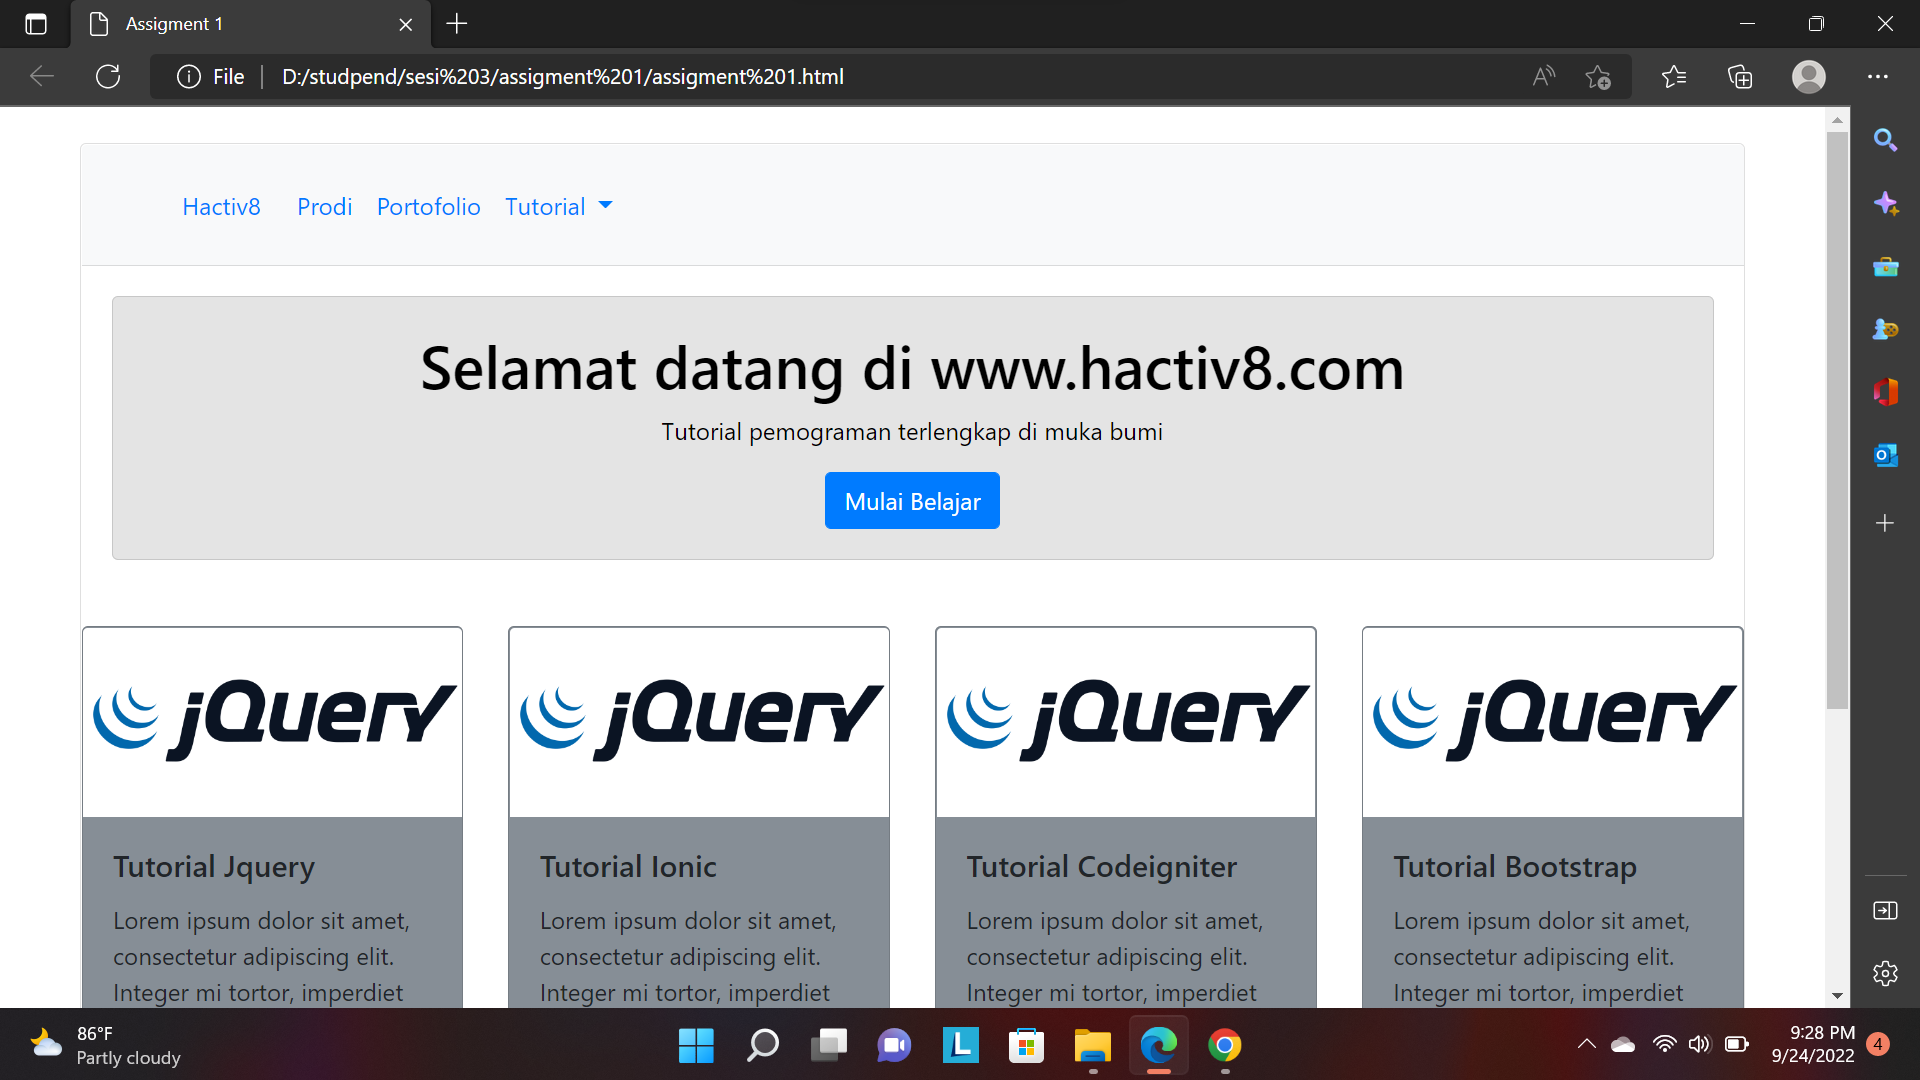 Assigment 1
File
D:/studpend/sesi%203/assigment%201/assigment%201.html
Hactiv8 Prodi Portofolio Tutorial
Selamat datang di www.hactiv8.com
Tutorial pemograman terlengkap di muka bumi
Mulai Belajar
jQuery jQuery jQuery jQuery
Tutorial Jquery
Lorem ipsum dolor sit amet,
consectetur adipiscing elit.
Integer mi tortor, imperdiet
Tutorial Ionic
Lorem ipsum dolor sit amet,
consectetur adipiscing elit.
Integer mi tortor, imperdiet
Tutorial Codeigniter
Lorem ipsum dolor sit amet,
consectetur adipiscing elit.
Integer mi tortor, imperdiet
Tutorial Bootstrap
Lorem ipsum dolor sit amet,
consectetur adipiscing elit.
Integer mi tortor, imperdiet
86°F
Partly cloudy
L
9:28 PM
9/24/2022
4